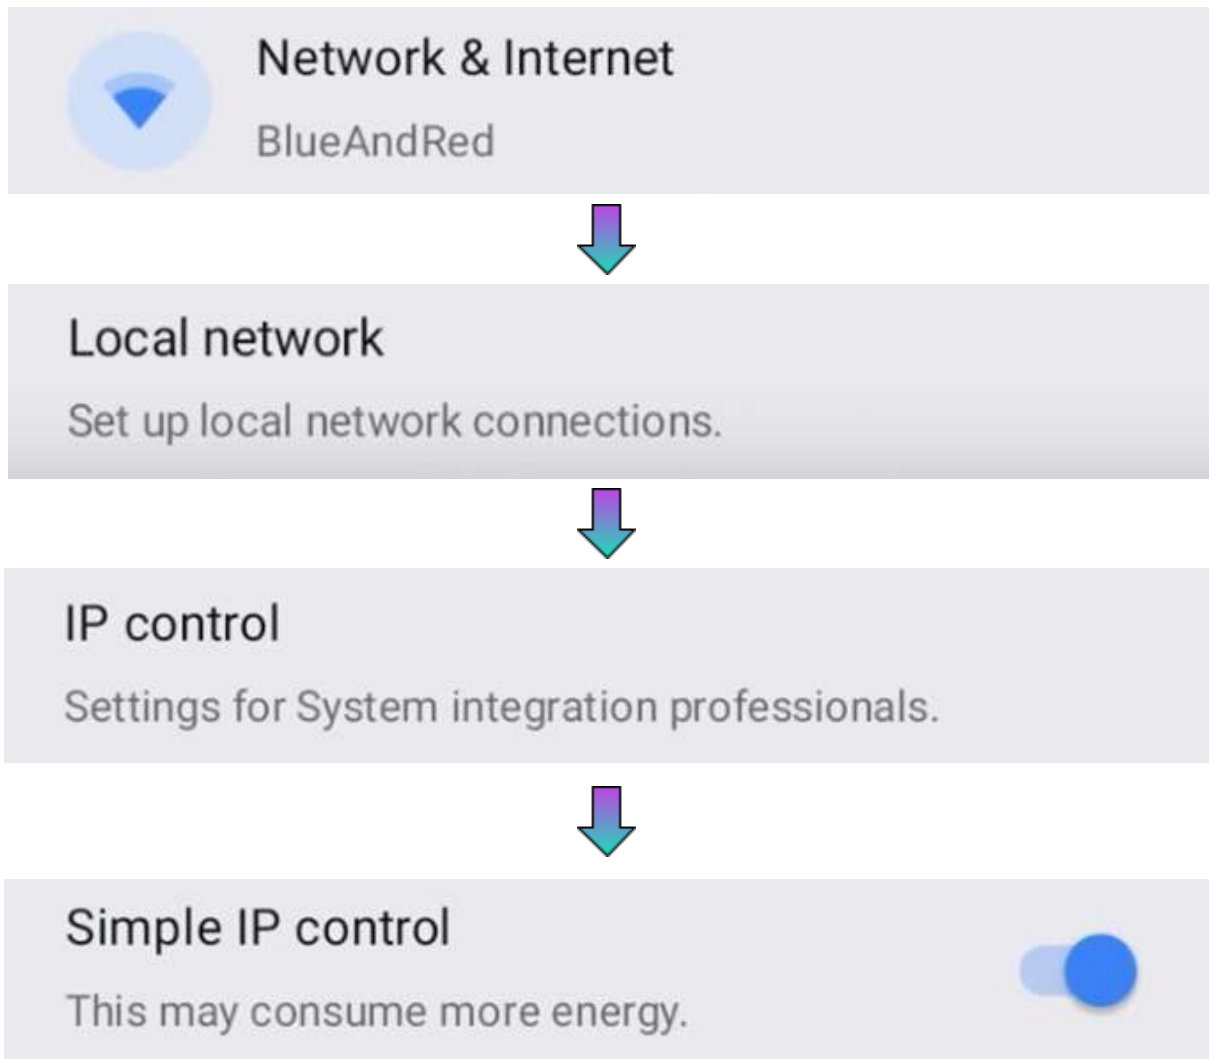 Network & Internet
BlueAndRed
Local network
Set up local network connections.
IP control
Settings for System integration professionals.
Simple IP control
This may consume more energy.